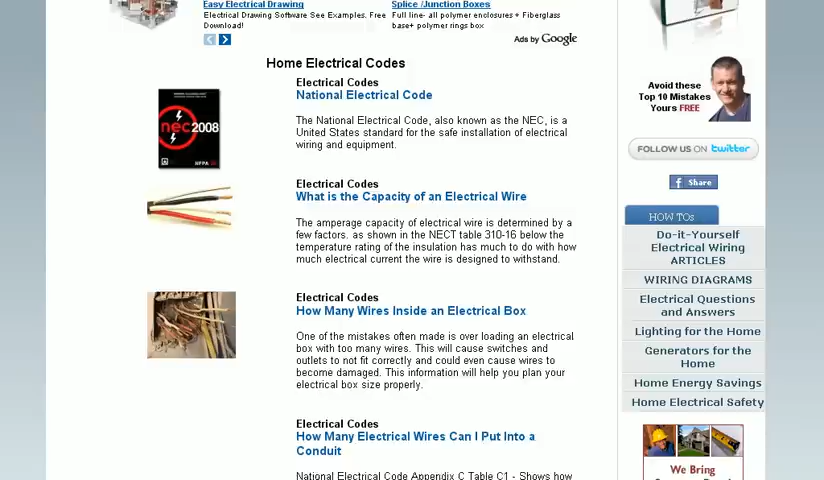 Easy Electrical Drawing
Electrical Drawing Software See Examples. Free
Download!
Splice /Junction Boxes
Full line- all polymer enclosures + Fiberglass
base+ polymer rings box
Ads by Google
Home Electrical Codes
Electrical Codes
National Electrical Code
The National Electrical Code, also known as the NEC, is a
United States standard for the safe installation of electrical
wiring and equipment.
nec2008
NFPA
Electrical Codes
What is the Capacity of an Electrical Wire
The amperage capacity of electrical wire is determined by a
few factors. as shown in the NECT table 310-16 below the
temperature rating of the insulation has much to do with how
much electrical current the wire is designed to withstand.
Electrical Codes
How Many Wires Inside an Electrical Box
One of the mistakes often made is over loading an electrical
box with too many wires. This will cause switches and
outlets to not fit correctly and could even cause wires to
become damaged. This information will help you plan your
electrical box size properly.
Electrical Codes
How Many Electrical Wires Can I Put Into a
Conduit
National Electrical Code Appendix C Table C1 - Shows how
Avoid these
Top 10 Mistakes
Yours FREE
FOLLOW US ON twitter
f Share
HOW TOs
Do-it-Yourself
Electrical Wiring
ARTICLES
WIRING DIAGRAMS
Electrical Questions
and Answers
Lighting for the Home
Generators for the
Home
Home Energy Savings
Home Electrical Safety
We Bring